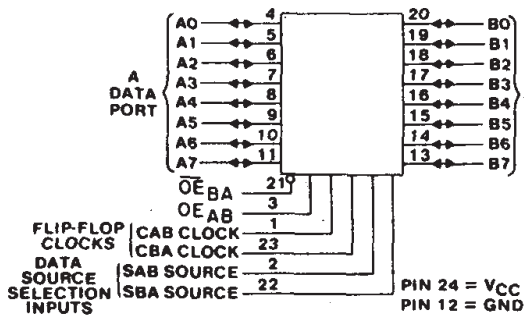 A0 4 20 B0
A1 5 19 B1
A2 6 18 B2
A DATA PORT
A3 7 17 B3
A4 8 16 B4
A5 9 15 B5
A6 10 14 B6
A7 11 13 B7
OE̅BA 21
OEAB 3
FLIP-FLOP CLOCKS
CAB CLOCK 1
CBA CLOCK 23
DATA SOURCE SELECTION INPUTS
SAB SOURCE 2
SBA SOURCE 22
PIN 24 = VCC
PIN 12 = GND